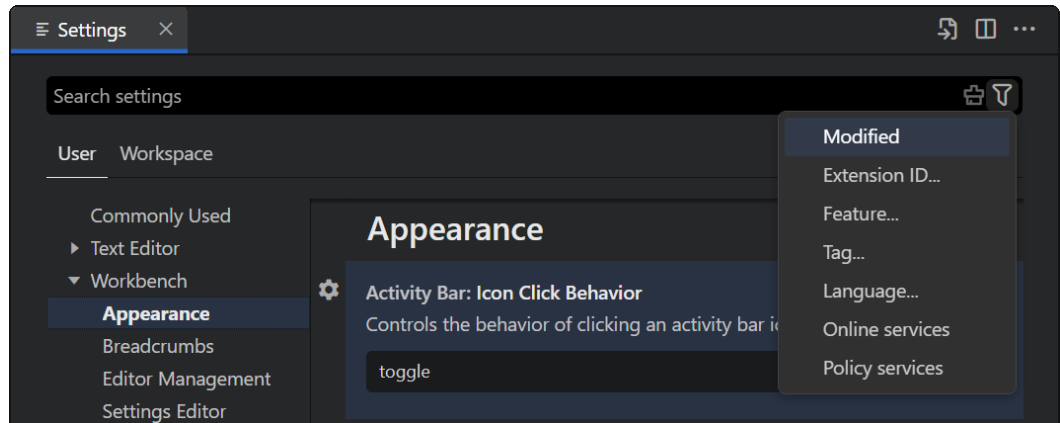 Settings
Search settings
User Workspace
Commonly Used
Text Editor
Workbench
Appearance
Breadcrumbs
Editor Management
Settings Editor
Appearance
Activity Bar: Icon Click Behavior
Controls the behavior of clicking an activity bar
toggle
Modified
Extension ID...
Feature...
Tag...
Language...
Online services
Policy services